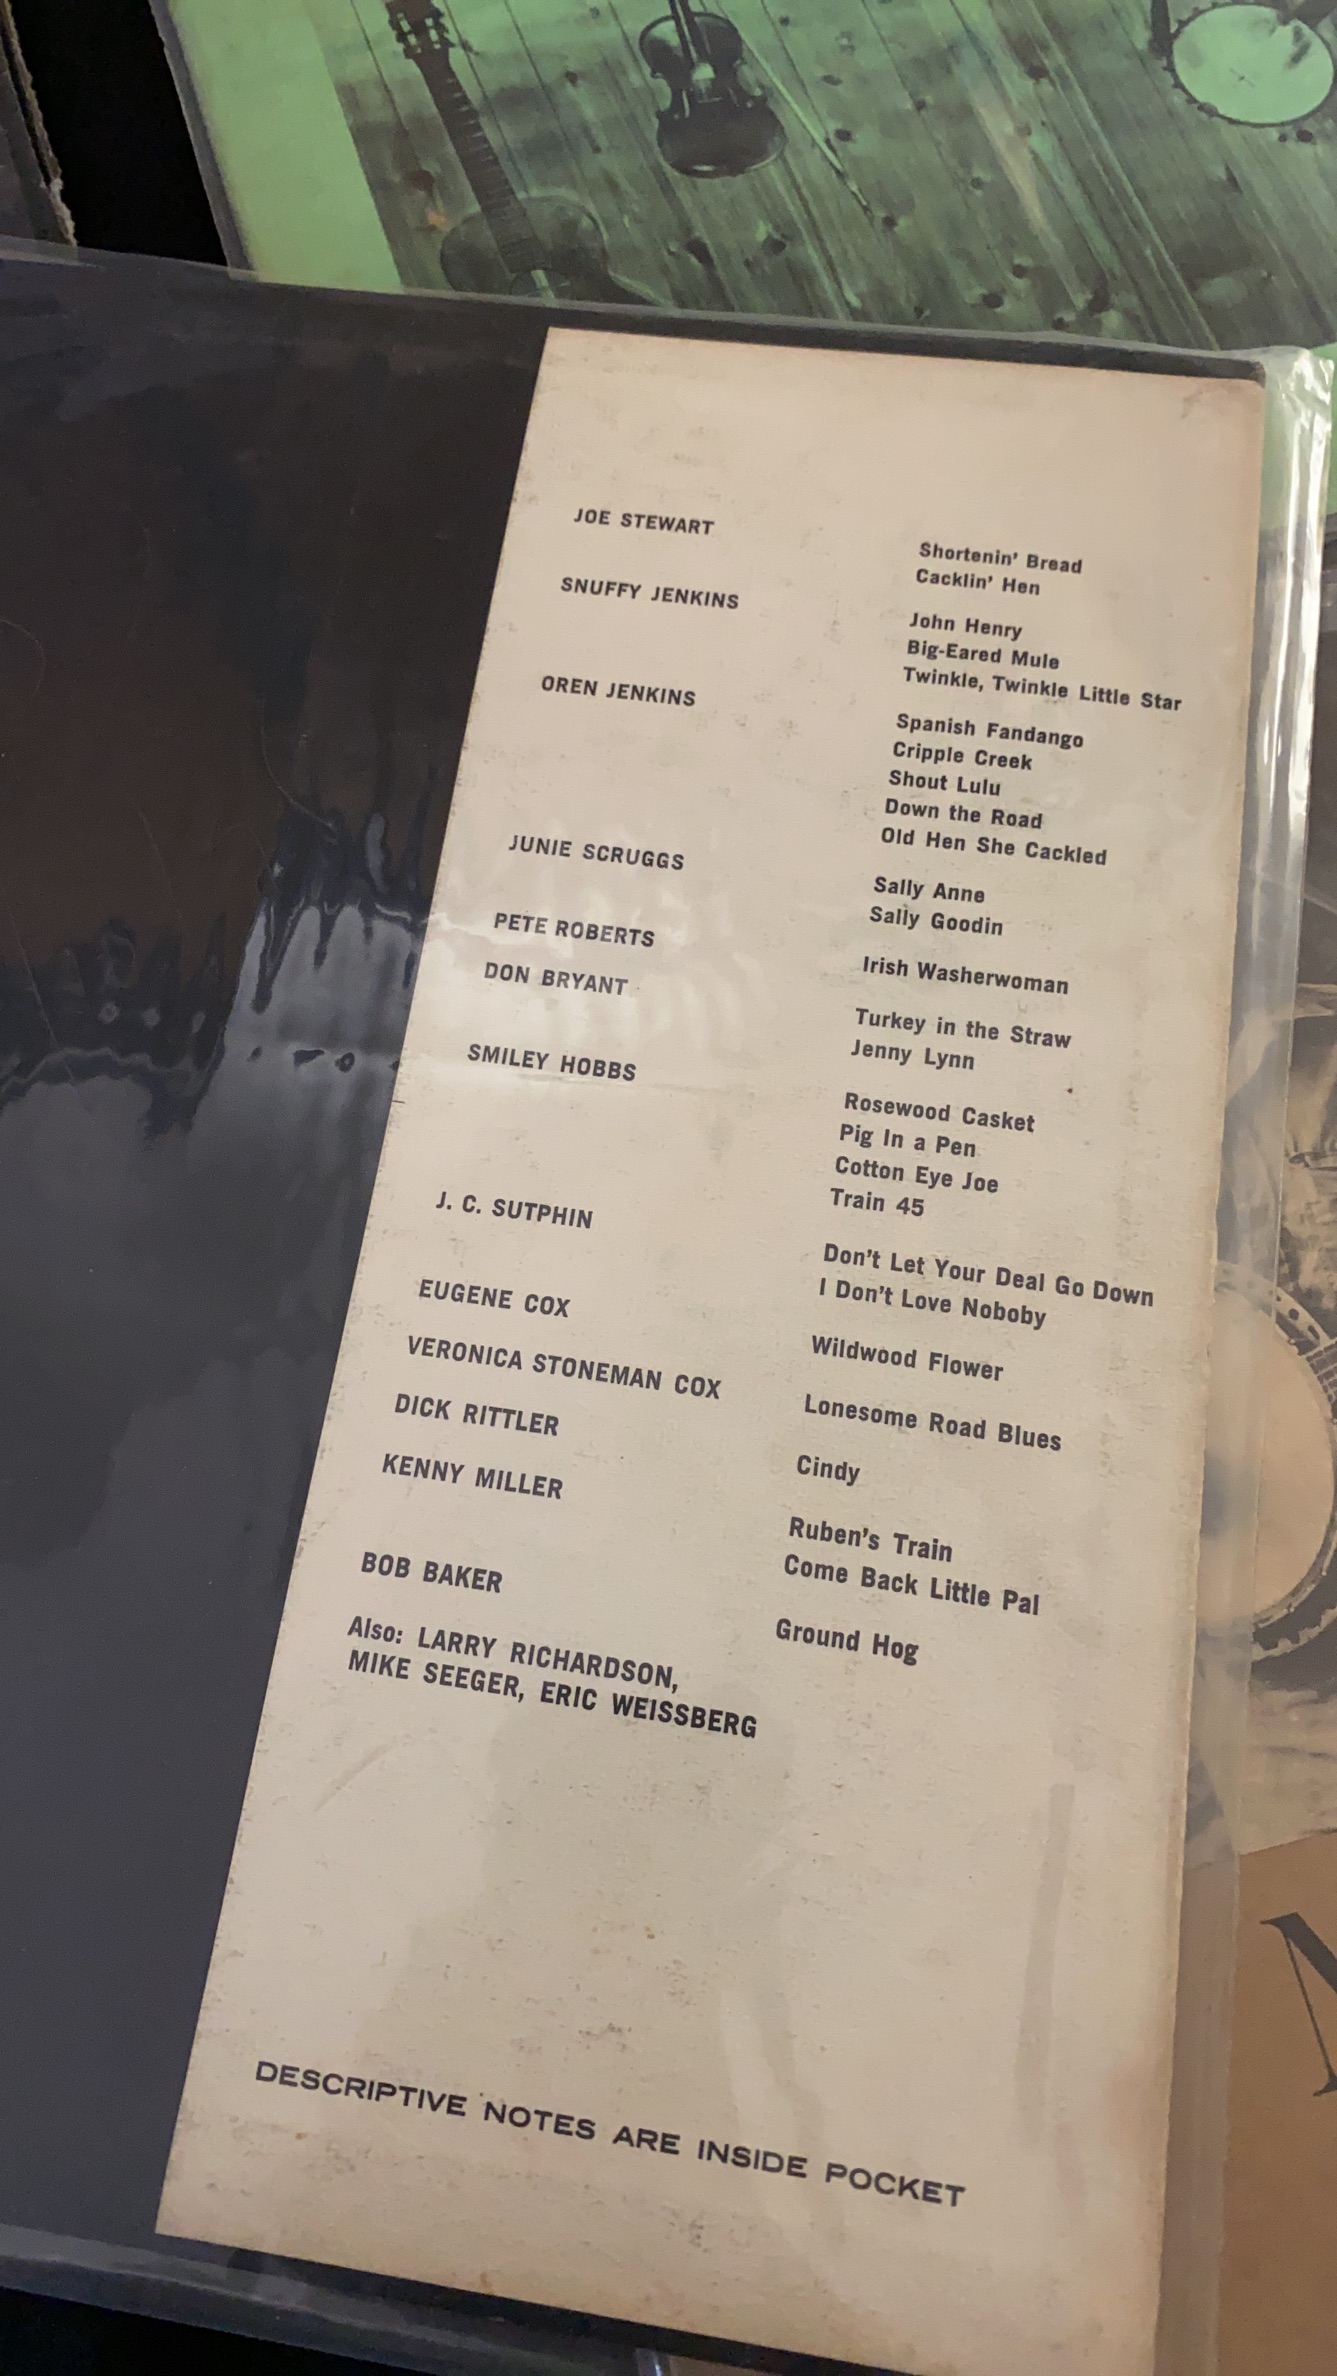 JOE STEWART
Shortenin' Bread
Cacklin' Hen
SNUFFY JENKINS
John Henry
Big-Eared Mule
Twinkle, Twinkle Little Star
OREN JENKINS
Spanish Fandango
Cripple Creek
Shout Lulu
Down the Road
Old Hen She Cackled
JUNIE SCRUGGS
Sally Anne
Sally Goodin
PETE ROBERTS
Irish Washerwoman
DON BRYANT
Turkey in the Straw
Jenny Lynn
SMILEY HOBBS
Rosewood Casket
Pig In a Pen
Cotton Eye Joe
Train 45
J. C. SUTPHIN
Don't Let Your Deal Go Down
I Don't Love Noboby
EUGENE COX
Wildwood Flower
VERONICA STONEMAN COX
Lonesome Road Blues
DICK RITTLER
Cindy
KENNY MILLER
Ruben's Train
Come Back Little Pal
BOB BAKER
Ground Hog
Also: LARRY RICHARDSON,
MIKE SEEGER, ERIC WEISSBERG
DESCRIPTIVE NOTES ARE INSIDE POCKET